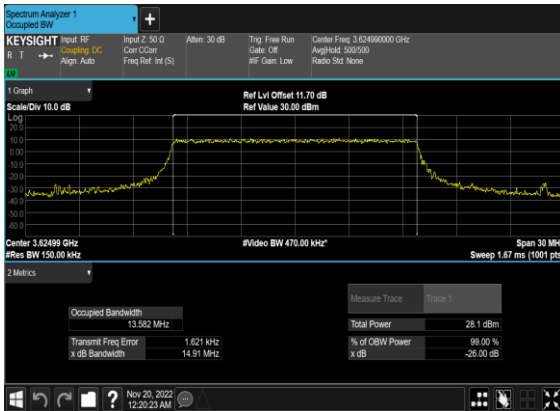 Spectrum Analyzer 1
Occupied BW
+
KEYSIGHT
R T
Input: RF
Coupling: DC
Align: Auto
Input Z: 50 Ω
Corr CCorr
Freq Ref: Int (S)
Atten: 30 dB
Trig: Free Run
Gate: Off
#IF Gain: Low
Center Freq: 3.624990000 GHz
Avg|Hold: 500/500
Radio Std: None
1 Graph
Scale/Div 10.0 dB
Ref Lvl Offset 11.70 dB
Ref Value 30.00 dBm
Log
20.0
10.0
0.00
-10.0
-20.0
-30.0
-40.0
-50.0
-60.0
Center 3.62499 GHz
#Res BW 150.00 kHz
#Video BW 470.00 kHz*
Span 30 MH
Sweep 1.67 ms (1001 pts
2 Metrics
Measure Trace
Trace 1
Occupied Bandwidth
13.582 MHz
Total Power
28.1 dBm
Transmit Freq Error
1.621 kHz
% of OBW Power
99.00 %
x dB Bandwidth
14.91 MHz
x dB
-26.00 dB
?
Nov 20, 2022
12:20:23 AM